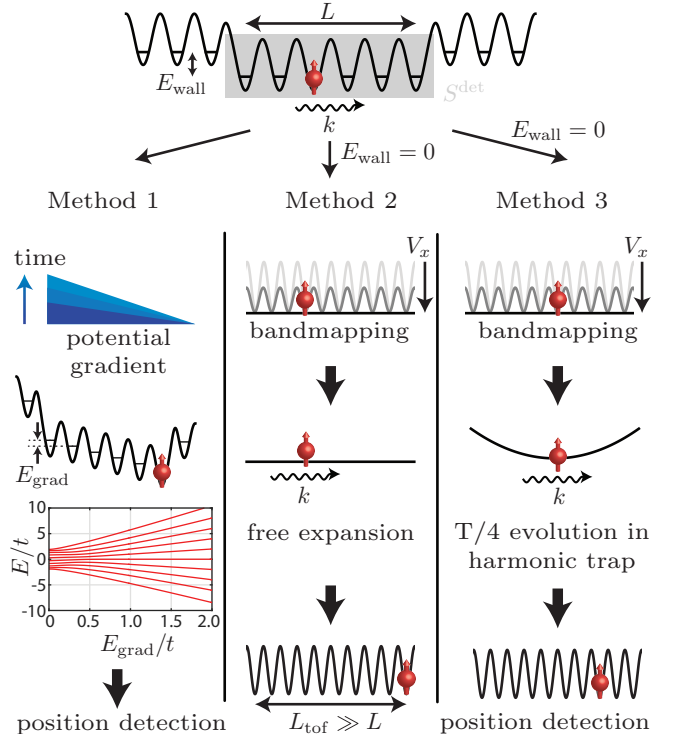 L
E_wall
S^det
k
E_wall = 0
E_wall = 0
Method 1
Method 2
Method 3
time
potential
gradient
E_grad
10
5
0
-5
-10
E/t
0
0.5
1.0
1.5
2.0
E_grad/t
position detection
V_x
bandmapping
k
free expansion
L_tof ≫ L
V_x
bandmapping
k
T/4 evolution in
harmonic trap
position detection